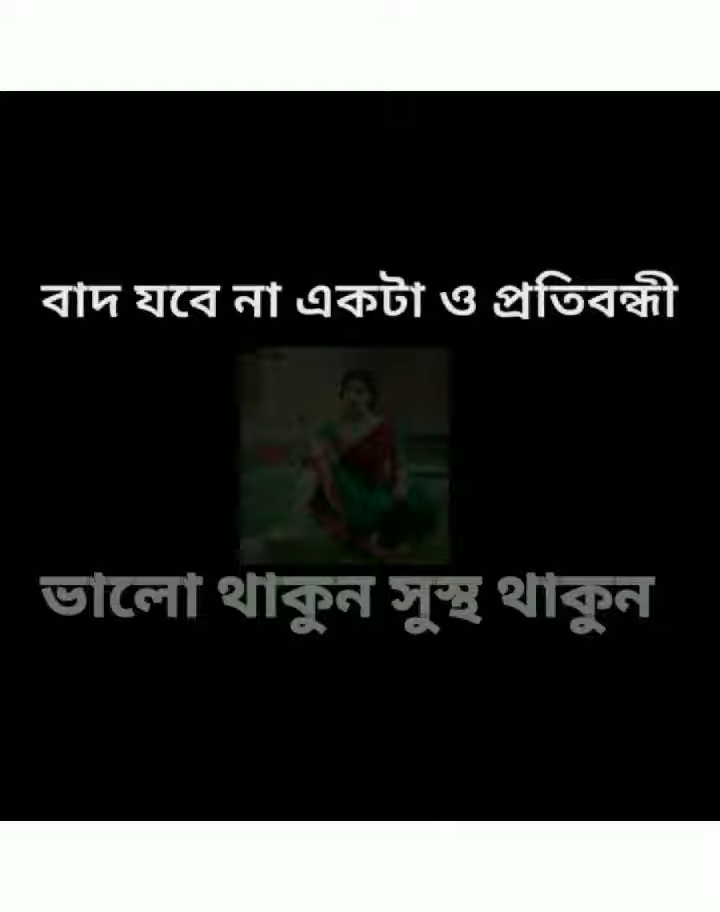 বাদ যবে না একটা ও প্রতিবন্ধী
ভালো থাকুন সুস্থ থাকুন